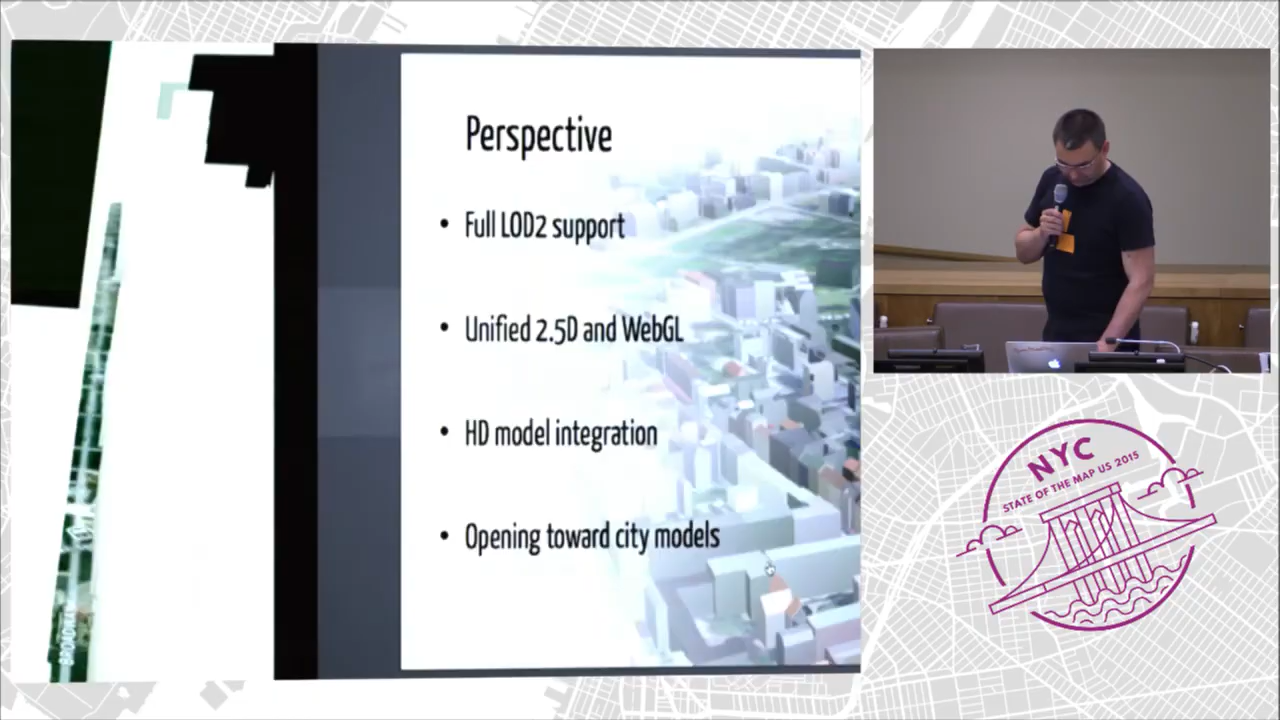 Perspective
• Full LOD2 support
• Unified 2.5D and WebGL
• HD model integration
• Opening toward city models
BROADWAY
NYC
STATE OF THE MAP US 2015